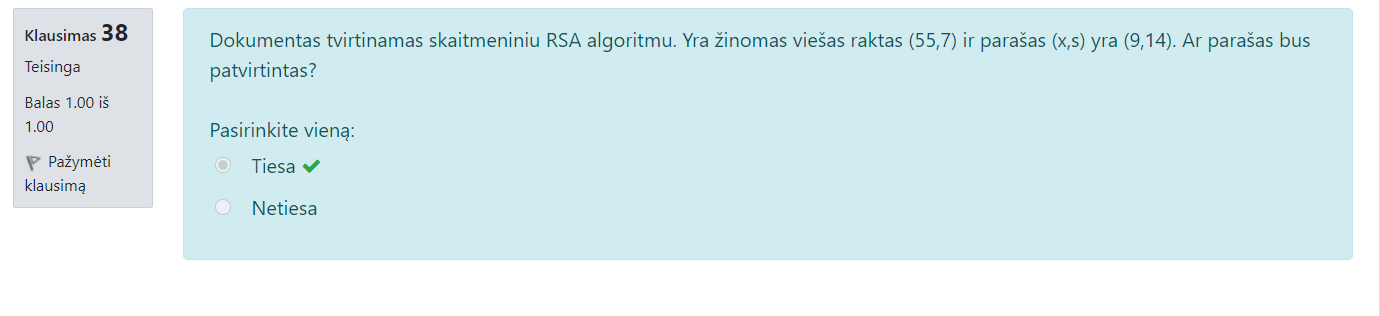 Klausimas 38
Teisinga
Balas 1.00 iš
1.00
Pažymėti
klausimą
Dokumentas tvirtinamas skaitmeniniu RSA algoritmu. Yra žinomas viešas raktas (55,7) ir parašas (x,s) yra (9,14). Ar parašas bus
patvirtintas?
Pasirinkite vieną:
Tiesa
Netiesa